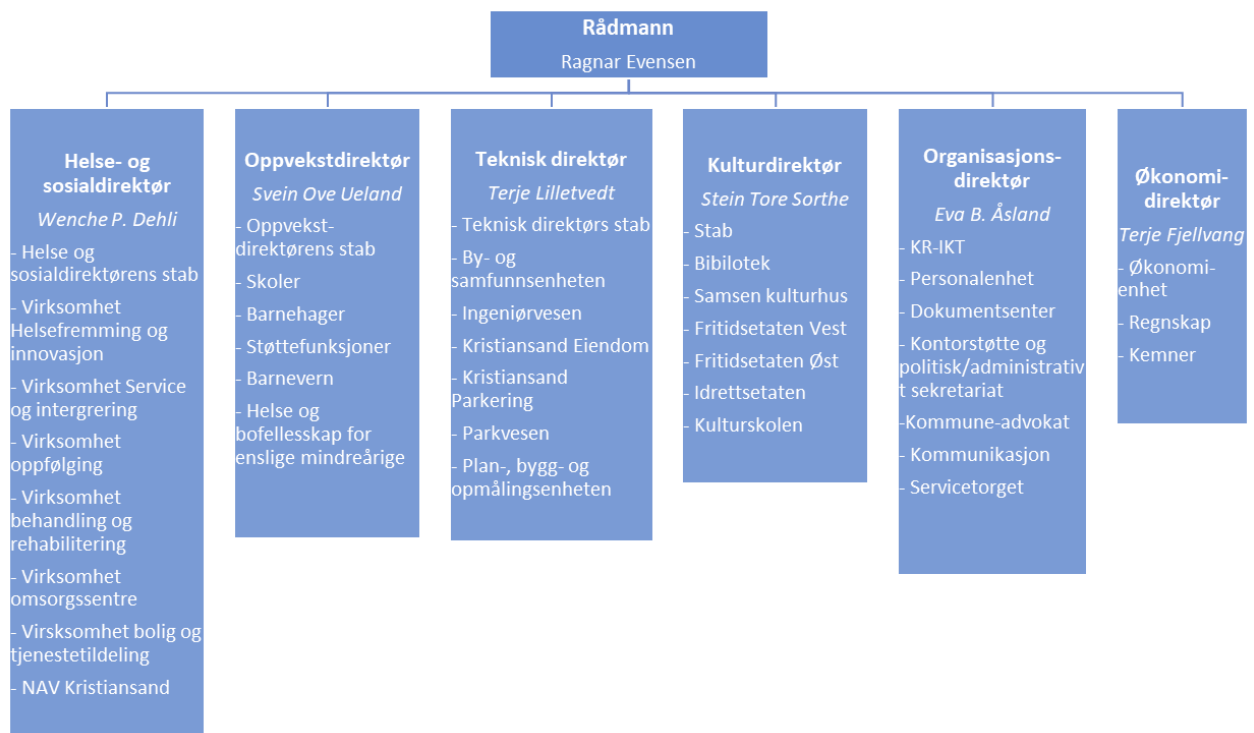 Rådmann
Ragnar Evensen
Helse- og
sosialdirektør
Wenche P. Dehli
- Helse og
sosialdirektørens stab
- Virksomhet
Helsefremming og
innovasjon
- Virksomhet Service
og intergrering
- Virksomhet
oppfølging
- Virksomhet
behandling og
rehabilitering
- Virksomhet
omsorgssentre
- Virsksomhet bolig og
tjenestetildeling
- NAV Kristiansand
Oppvekstdirektør
Svein Ove Ueland
- Oppvekst-
direktørens stab
- Skoler
- Barnehager
- Støttefunksjoner
- Barnevern
- Helse og
bofellesskap for
enslige mindreårige
Teknisk direktør
Terje Lilletvedt
- Teknisk direktørs stab
- By- og
samfunnsenheten
- Ingeniørvesen
- Kristiansand Eiendom
- Kristiansand
Parkering
- Parkvesen
- Plan-, bygg- og
opmålingsenheten
Kulturdirektør
Stein Tore Sorthe
- Stab
- Bibilotek
- Samsen kulturhus
- Fritidsetaten Vest
- Fritidsetaten Øst
- Idrettsetaten
- Kulturskolen
Organisasjons-
direktør
Eva B. Åsland
- KR-IKT
- Personalenhet
- Dokumentsenter
- Kontorstøtte og
politisk/administrativ
t sekretariat
-Kommune-advokat
- Kommunikasjon
- Servicetorget
Økonomi-
direktør
Terje Fjellvang
- Økonomi-
enhet
- Regnskap
- Kemner